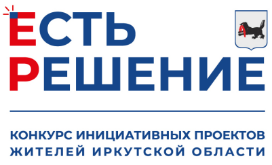 ЕСТЬ
РЕШЕНИЕ
КОНКУРС ИНИЦИАТИВНЫХ ПРОЕКТОВ
ЖИТЕЛЕЙ ИРКУТСКОЙ ОБЛАСТИ